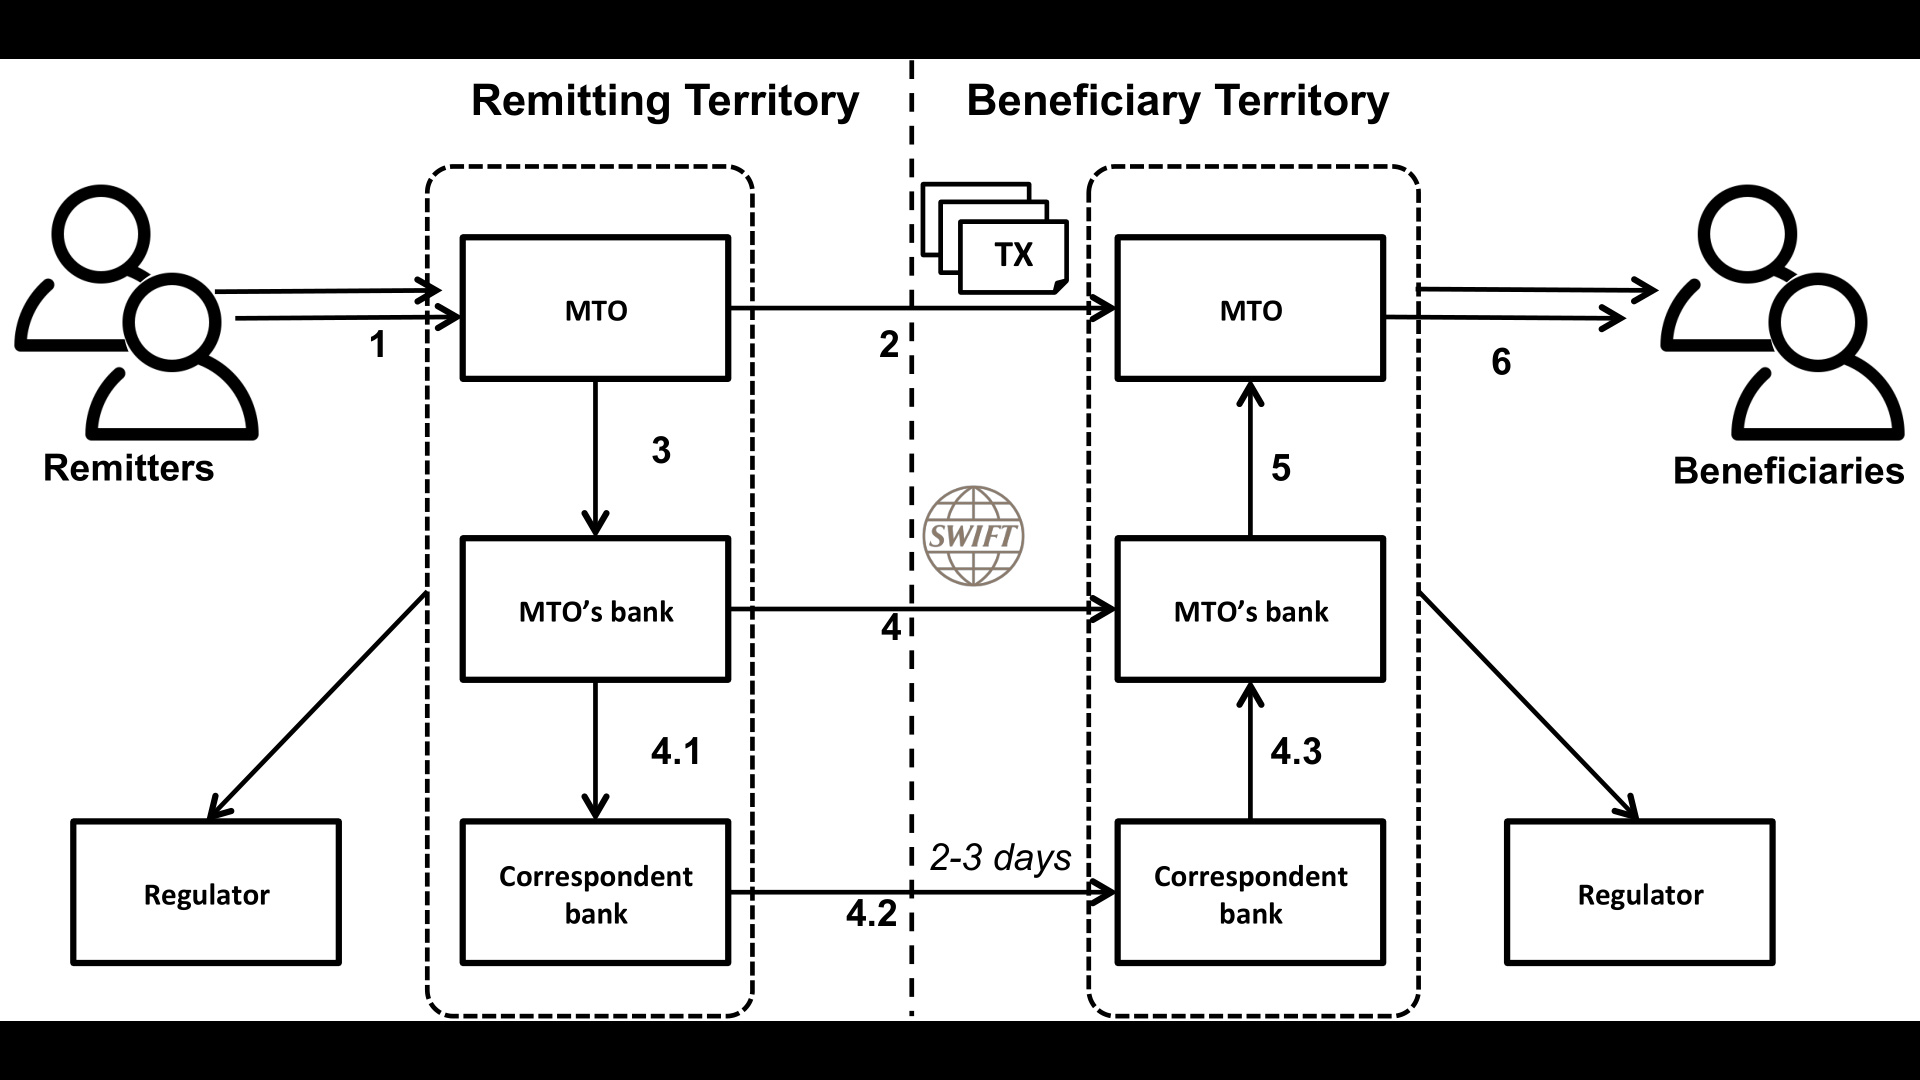 Remitting Territory
Beneficiary Territory
TX
MTO
MTO
1
2
6
3
5
Remitters
Beneficiaries
SWIFT
MTO’s bank
MTO’s bank
4
4.1
4.3
2-3 days
Regulator
Correspondent
bank
4.2
Correspondent
bank
Regulator